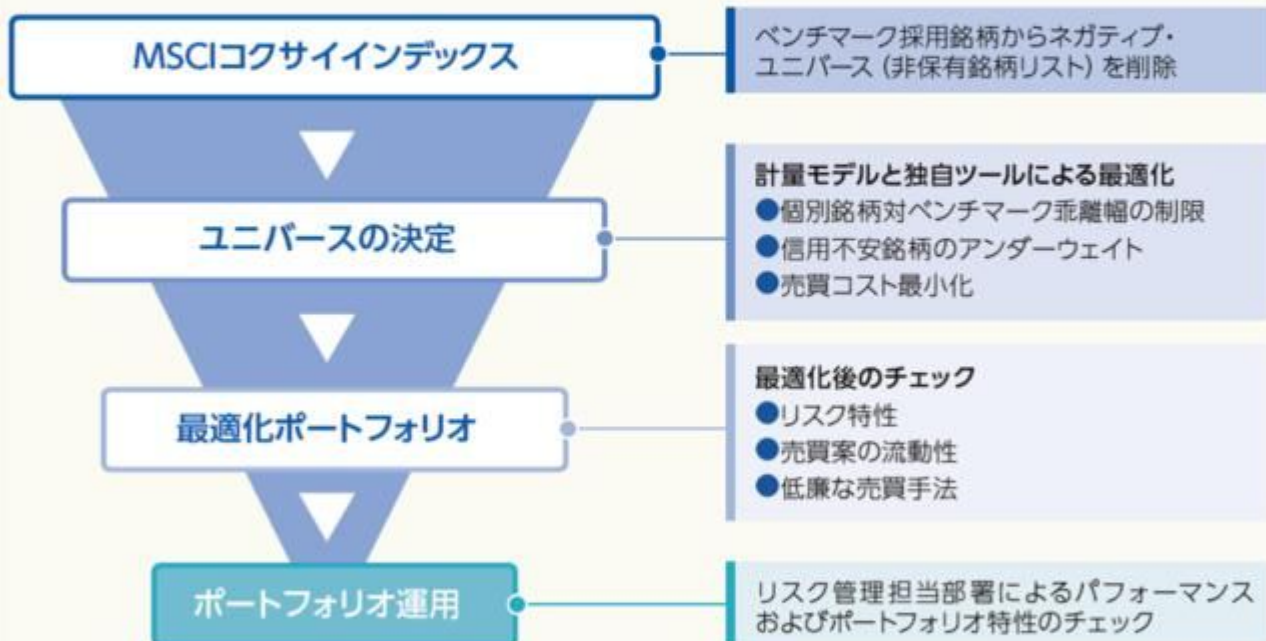 MSCIコクサイインデックス
ベンチマーク採用銘柄からネガティブ・
ユニバース（非保有銘柄リスト）を削除
ユニバースの決定
計量モデルと独自ツールによる最適化
●個別銘柄対ベンチマーク乖離幅の制限
●信用不安銘柄のアンダーウェイト
●売買コスト最小化
最適化ポートフォリオ
最適化後のチェック
●リスク特性
●売買案の流動性
●低廉な売買手法
ポートフォリオ運用
リスク管理担当部署によるパフォーマンス
およびポートフォリオ特性のチェック